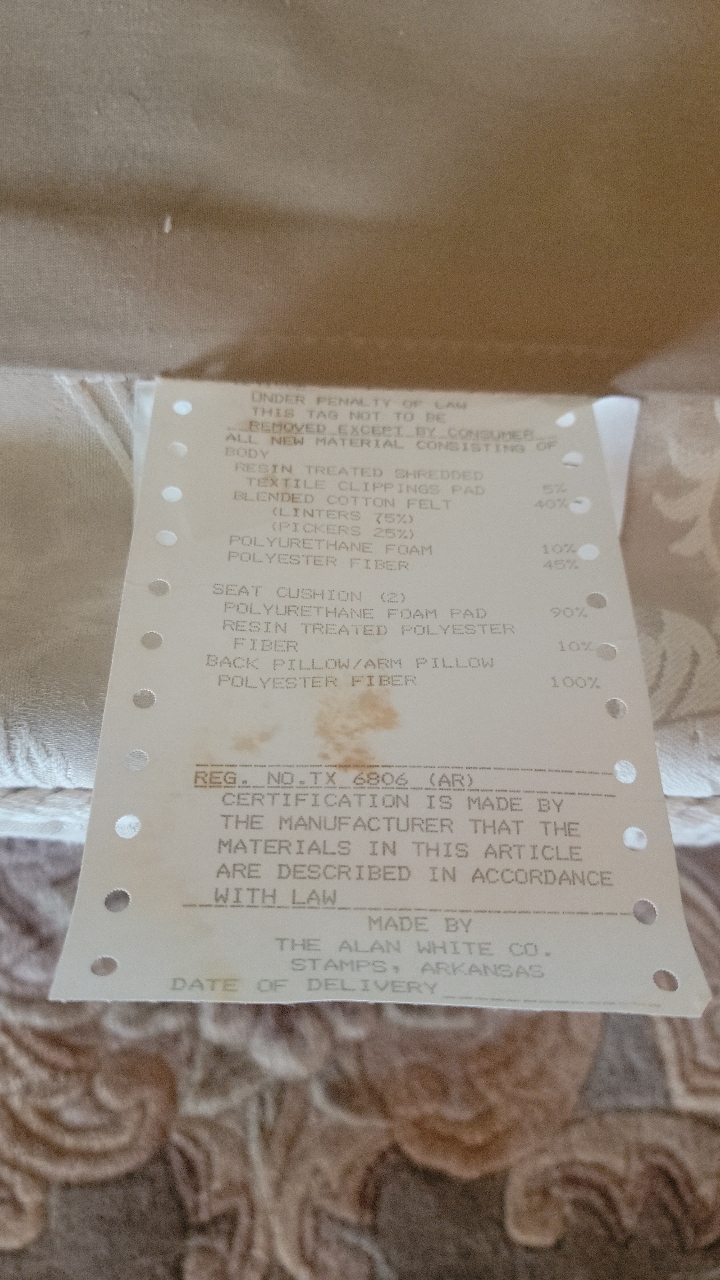 UNDER PENALTY OF LAW
THIS TAG NOT TO BE
REMOVED EXCEPT BY CONSUMER
ALL NEW MATERIAL CONSISTING OF
BODY
RESIN TREATED SHREDDED
TEXTILE CLIPPINGS PAD 5%
BLENDED COTTON FELT 40%
(LINTERS 75%)
(PICKERS 25%)
POLYURETHANE FOAM 10%
POLYESTER FIBER 45%
SEAT CUSHION (2)
POLYURETHANE FOAM PAD 90%
RESIN TREATED POLYESTER
FIBER 10%
BACK PILLOW/ARM PILLOW
POLYESTER FIBER 100%
REG. NO.TX 6806 (AR)
CERTIFICATION IS MADE BY
THE MANUFACTURER THAT THE
MATERIALS IN THIS ARTICLE
ARE DESCRIBED IN ACCORDANCE
WITH LAW
MADE BY
THE ALAN WHITE CO.
STAMPS, ARKANSAS
DATE OF DELIVERY